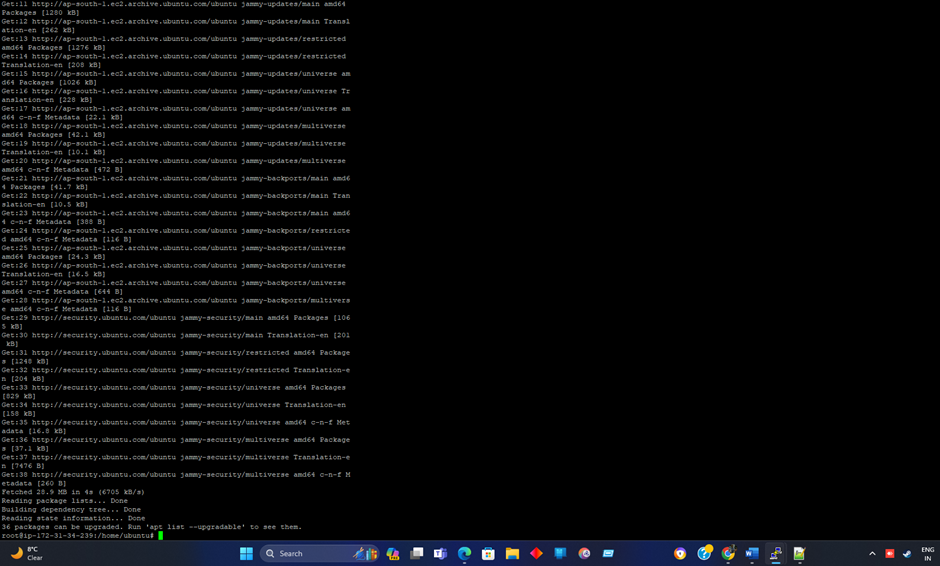 Get:11 http://ap-south-1.ec2.archive.ubuntu.com/ubuntu jammy-updates/main amd64
Packages [1280 kB]
Get:12 http://ap-south-1.ec2.archive.ubuntu.com/ubuntu jammy-updates/main Transl
ation-en [262 kB]
Get:13 http://ap-south-1.ec2.archive.ubuntu.com/ubuntu jammy-updates/restricted
amd64 Packages [1276 kB]
Get:14 http://ap-south-1.ec2.archive.ubuntu.com/ubuntu jammy-updates/restricted
Translation-en [208 kB]
Get:15 http://ap-south-1.ec2.archive.ubuntu.com/ubuntu jammy-updates/universe am
d64 Packages [1026 kB]
Get:16 http://ap-south-1.ec2.archive.ubuntu.com/ubuntu jammy-updates/universe Tr
anslation-en [228 kB]
Get:17 http://ap-south-1.ec2.archive.ubuntu.com/ubuntu jammy-updates/universe am
d64 c-n-f Metadata [22.1 kB]
Get:18 http://ap-south-1.ec2.archive.ubuntu.com/ubuntu jammy-updates/multiverse
amd64 Packages [42.1 kB]
Get:19 http://ap-south-1.ec2.archive.ubuntu.com/ubuntu jammy-updates/multiverse
Translation-en [10.1 kB]
Get:20 http://ap-south-1.ec2.archive.ubuntu.com/ubuntu jammy-updates/multiverse
amd64 c-n-f Metadata [472 B]
Get:21 http://ap-south-1.ec2.archive.ubuntu.com/ubuntu jammy-backports/main amd6
4 Packages [41.7 kB]
Get:22 http://ap-south-1.ec2.archive.ubuntu.com/ubuntu jammy-backports/main Tran
slation-en [10.5 kB]
Get:23 http://ap-south-1.ec2.archive.ubuntu.com/ubuntu jammy-backports/main amd6
4 c-n-f Metadata [388 B]
Get:24 http://ap-south-1.ec2.archive.ubuntu.com/ubuntu jammy-backports/restricte
d amd64 c-n-f Metadata [116 B]
Get:25 http://ap-south-1.ec2.archive.ubuntu.com/ubuntu jammy-backports/universe
amd64 Packages [24.3 kB]
Get:26 http://ap-south-1.ec2.archive.ubuntu.com/ubuntu jammy-backports/universe
Translation-en [16.5 kB]
Get:27 http://ap-south-1.ec2.archive.ubuntu.com/ubuntu jammy-backports/universe
amd64 c-n-f Metadata [644 B]
Get:28 http://ap-south-1.ec2.archive.ubuntu.com/ubuntu jammy-backports/multivers
e amd64 c-n-f Metadata [116 B]
Get:29 http://security.ubuntu.com/ubuntu jammy-security/main amd64 Packages [106
5 kB]
Get:30 http://security.ubuntu.com/ubuntu jammy-security/main Translation-en [201
kB]
Get:31 http://security.ubuntu.com/ubuntu jammy-security/restricted amd64 Package
s [1248 kB]
Get:32 http://security.ubuntu.com/ubuntu jammy-security/restricted Translation-e
n [204 kB]
Get:33 http://security.ubuntu.com/ubuntu jammy-security/universe amd64 Packages
[829 kB]
Get:34 http://security.ubuntu.com/ubuntu jammy-security/universe Translation-en
[158 kB]
Get:35 http://security.ubuntu.com/ubuntu jammy-security/universe amd64 c-n-f Met
adata [16.8 kB]
Get:36 http://security.ubuntu.com/ubuntu jammy-security/multiverse amd64 Package
s [37.1 kB]
Get:37 http://security.ubuntu.com/ubuntu jammy-security/multiverse Translation-e
n [7476 B]
Get:38 http://security.ubuntu.com/ubuntu jammy-security/multiverse amd64 c-n-f M
etadata [260 B]
Fetched 28.9 MB in 4s (6705 kB/s)
Reading package lists... Done
Building dependency tree... Done
Reading state information... Done
36 packages can be upgraded. Run 'apt list --upgradable' to see them.
root@ip-172-31-34-239:/home/ubuntu#
8°C
Clear
Search
ENG
IN